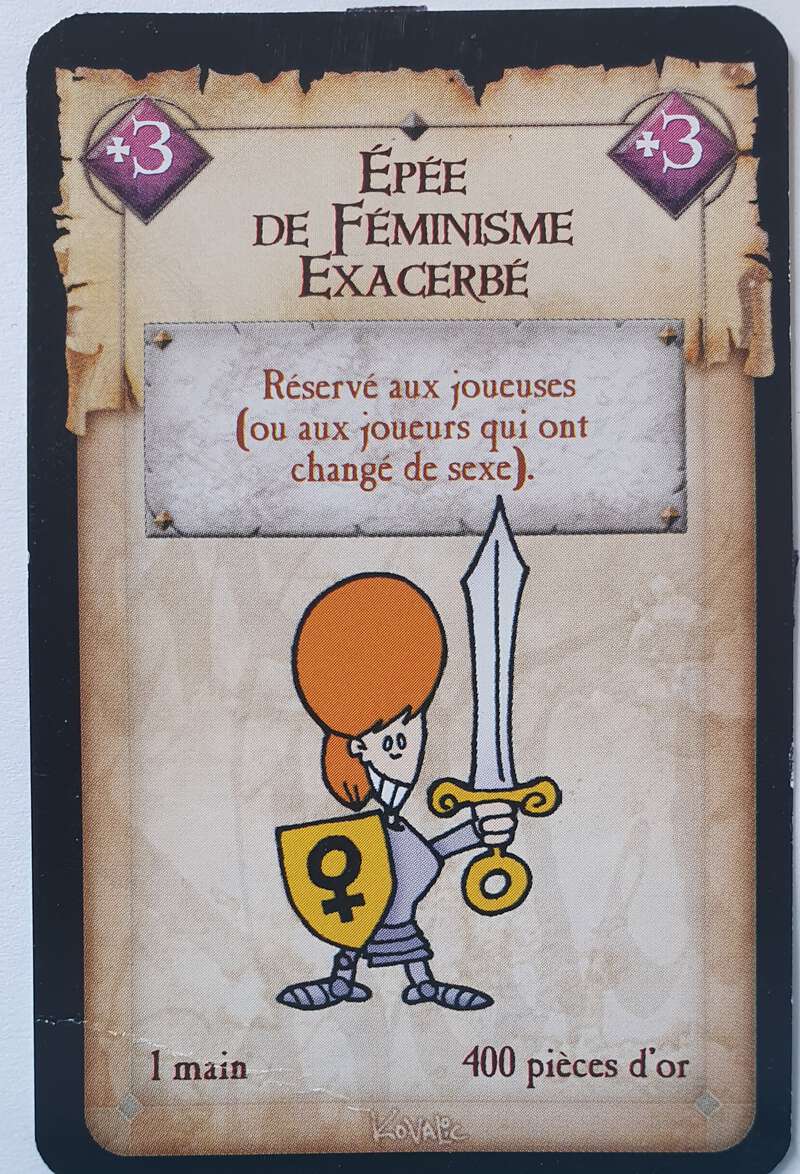 +3
+3
Épée
de Féminisme
Exacerbé
Réservé aux joueuses
(ou aux joueurs qui ont
changé de sexe).
1 main
400 pièces d'or
Kovalic